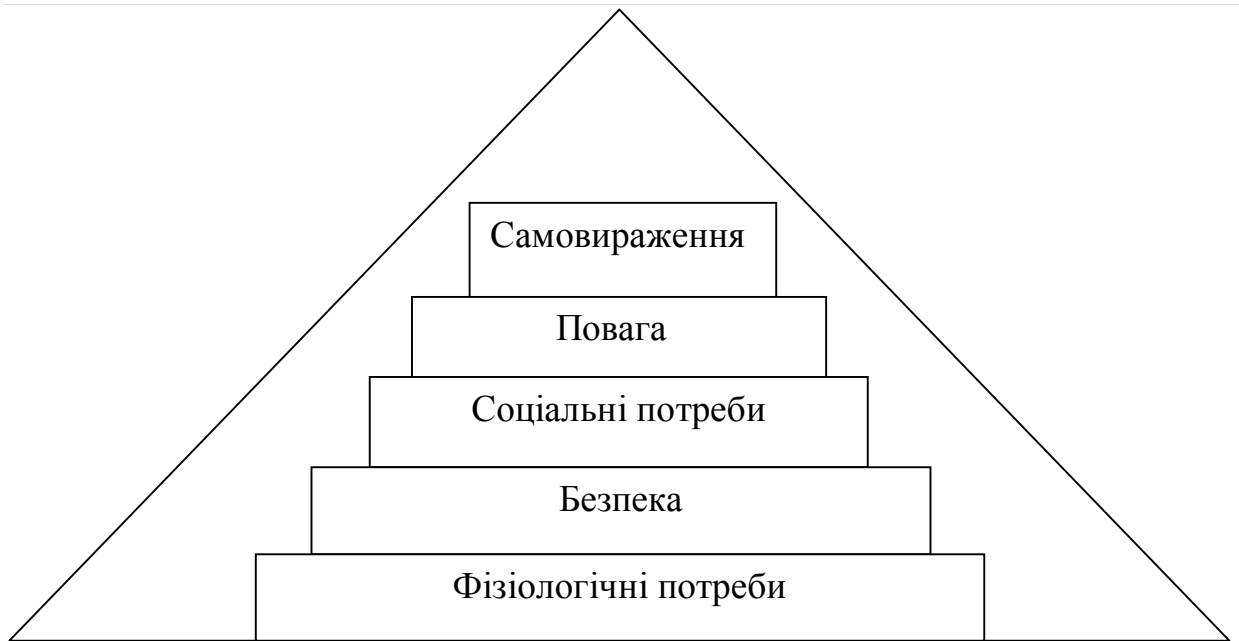 Самовираження
Повага
Соціальні потреби
Безпека
Фізіологічні потреби